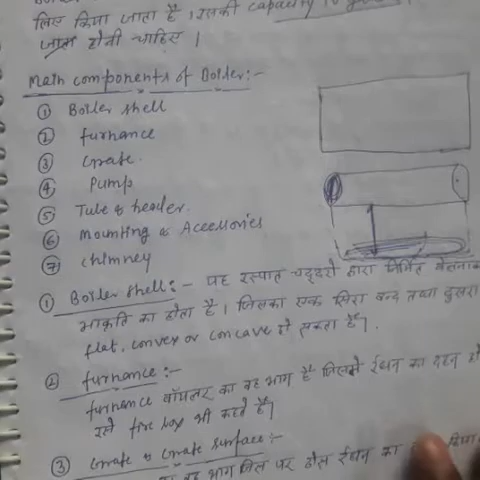 लिए किया जाता है। इसकी capacity 10
जाता होनी चाहिए।
Main components of Boiler:-
① Boiler shell
② furnance
③ Grate.
④ Pump
⑤ Tube & header.
⑥ Mounting & Accessories
⑦ Chimney
① Boiler shell:- यह इस्पात चद्दरो द्वारा निर्मित बेलनाकार
आकृति का होता है। जिसका एक सिरा बन्द तथा दुसरा
flat, convex or concave हो सकता है।
② furnance:-
furnance बॉयलर का वह भाग है जिसमे ईंधन का दहन हो
इसे fire box भी कहते है।
③ Grate & Grate surface:-
का वह भाग जिस पर ठोस ईंधन का